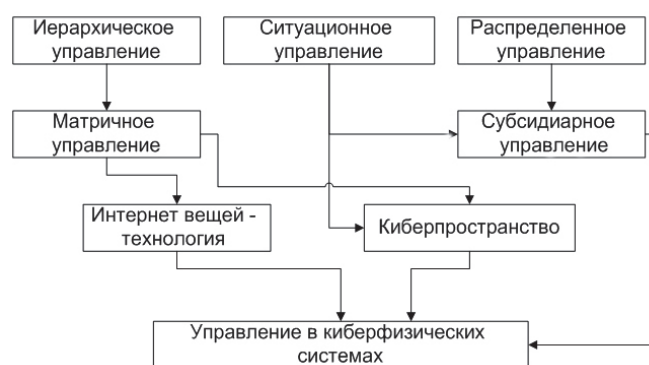 Иерархическое
управление
Ситуационное
управление
Распределенное
управление
Матричное
управление
Субсидиарное
управление
Интернет вещей -
технология
Киберпространство
Управление в киберфизических
системах